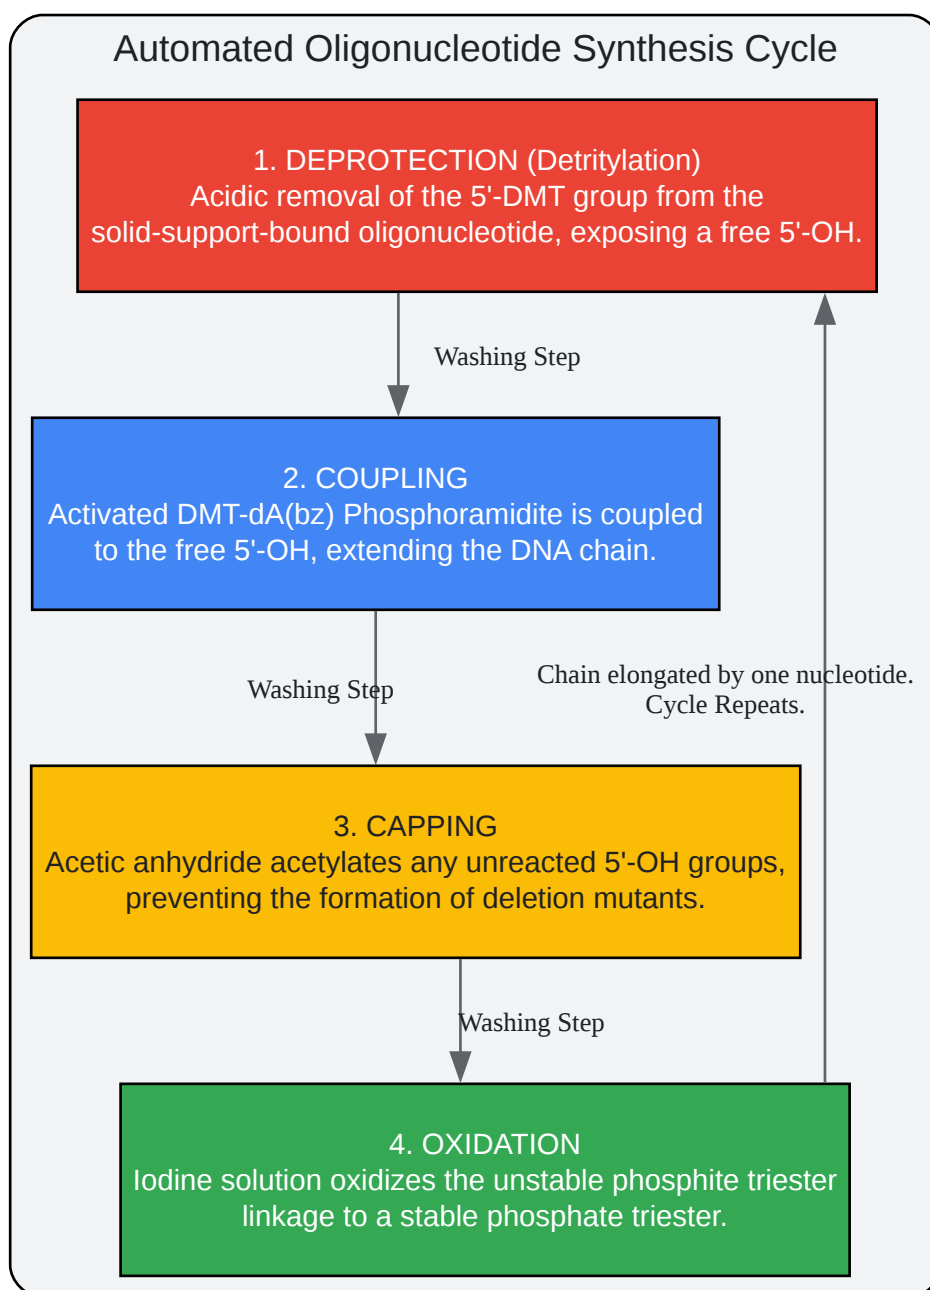 Automated Oligonucleotide Synthesis Cycle
1. DEPROTECTION (Detritylation)
Acidic removal of the 5'-DMT group from the
solid-support-bound oligonucleotide, exposing a free 5'-OH.
Washing Step
2. COUPLING
Activated DMT-dA(bz) Phosphoramidite is coupled
to the free 5'-OH, extending the DNA chain.
Washing Step
Chain elongated by one nucleotide.
Cycle Repeats.
3. CAPPING
Acetic anhydride acetylates any unreacted 5'-OH groups,
preventing the formation of deletion mutants.
Washing Step
4. OXIDATION
Iodine solution oxidizes the unstable phosphite triester
linkage to a stable phosphate triester.